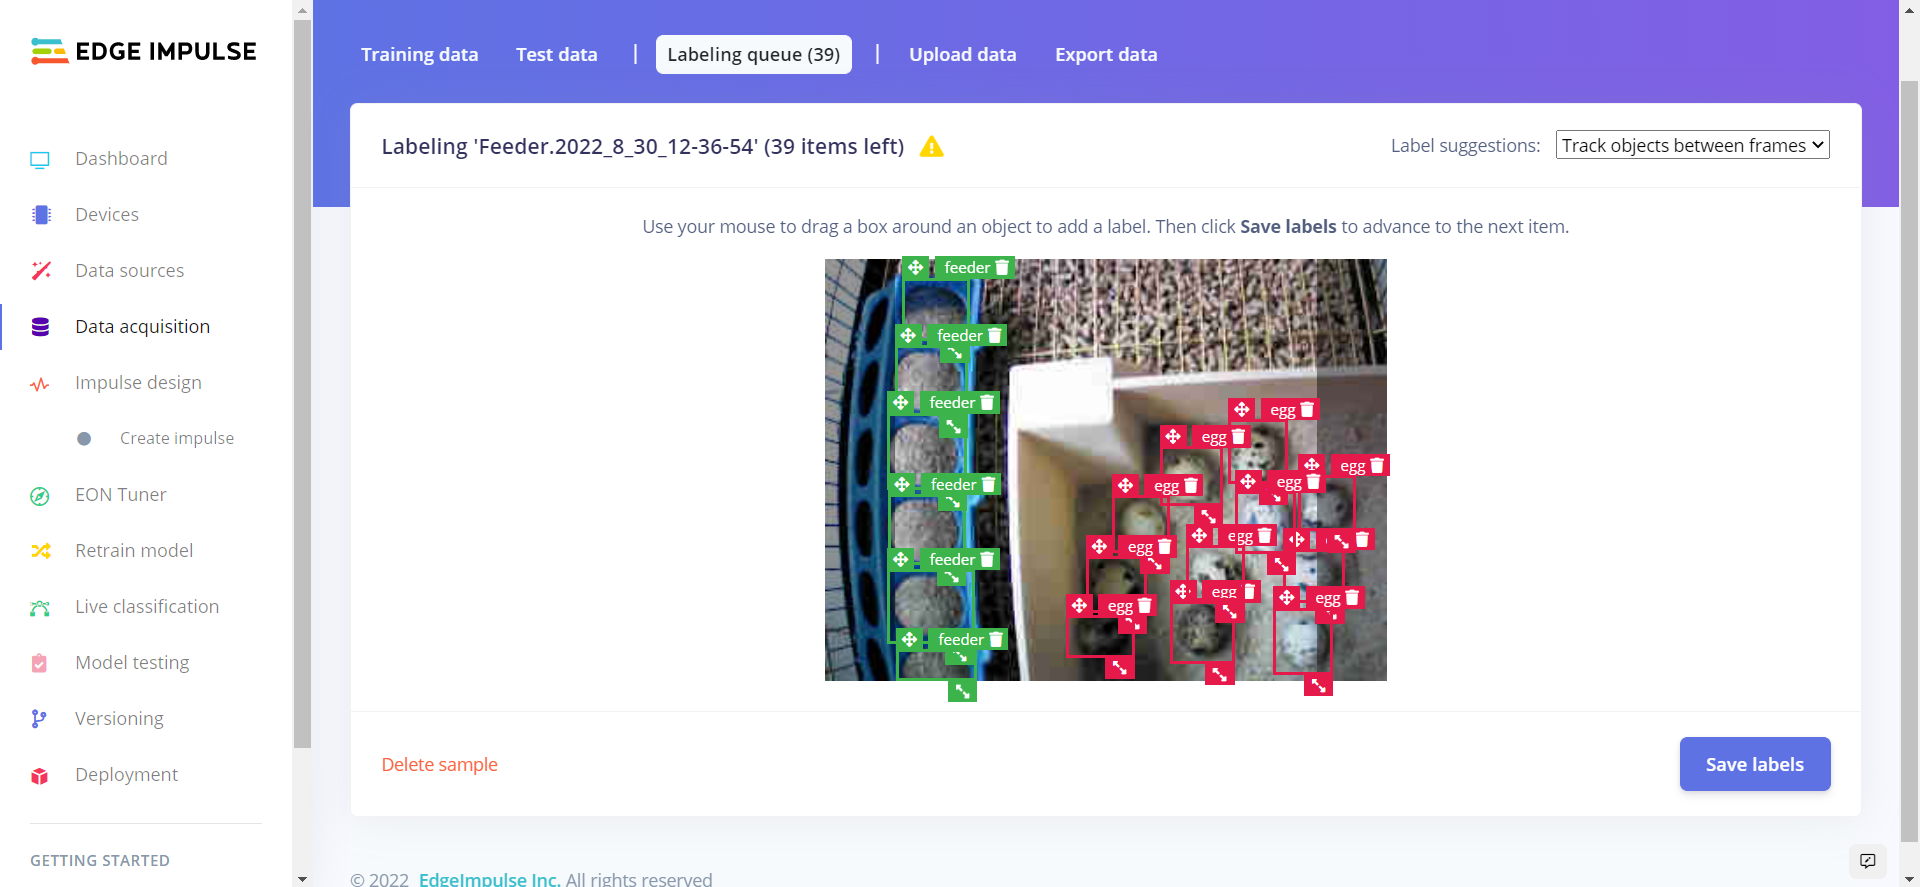 EDGE IMPULSE
Dashboard
Devices
Data sources
Data acquisition
Impulse design
Create impulse
EON Tuner
Retrain model
Live classification
Model testing
Versioning
Deployment
GETTING STARTED
Training data
Test data
|
Labeling queue (39)
|
Upload data
Export data
Labeling 'Feeder.2022_8_30_12-36-54' (39 items left)
Label suggestions:
Track objects between frames
Use your mouse to drag a box around an object to add a label. Then click Save labels to advance to the next item.
feeder
feeder
feeder
feeder
feeder
feeder
egg
egg
egg
egg
egg
egg
egg
egg
egg
egg
Delete sample
Save labels
© 2022 EdgeImpulse Inc. All rights reserved